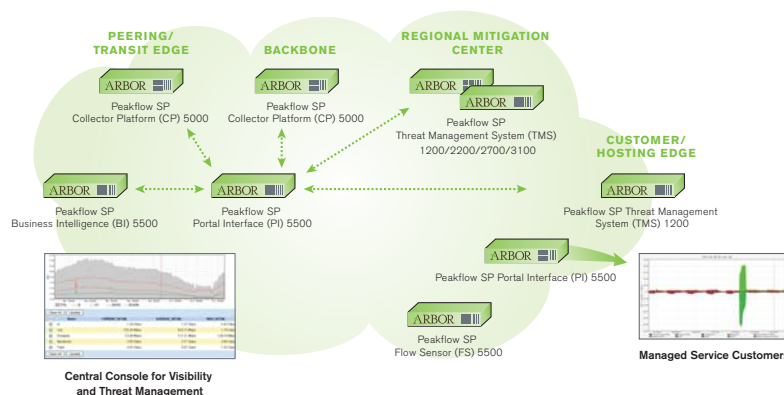 PEERING/
TRANSIT EDGE
BACKBONE
REGIONAL MITIGATION
CENTER
ARBOR
Peakflow SP
Collector Platform (CP) 5000
ARBOR
Peakflow SP
Collector Platform (CP) 5000
ARBOR
ARBOR
Peakflow SP
Threat Management System (TMS)
1200/2200/2700/3100
CUSTOMER/
HOSTING EDGE
ARBOR
Peakflow SP
Business Intelligence (BI) 5500
ARBOR
Peakflow SP
Portal Interface (PI) 5500
ARBOR
Peakflow SP Threat Management
System (TMS) 1200
ARBOR
Peakflow SP Portal Interface (PI) 5500
ARBOR
Peakflow SP
Flow Sensor (FS) 5500
Central Console for Visibility
and Threat Management
Managed Service Customer